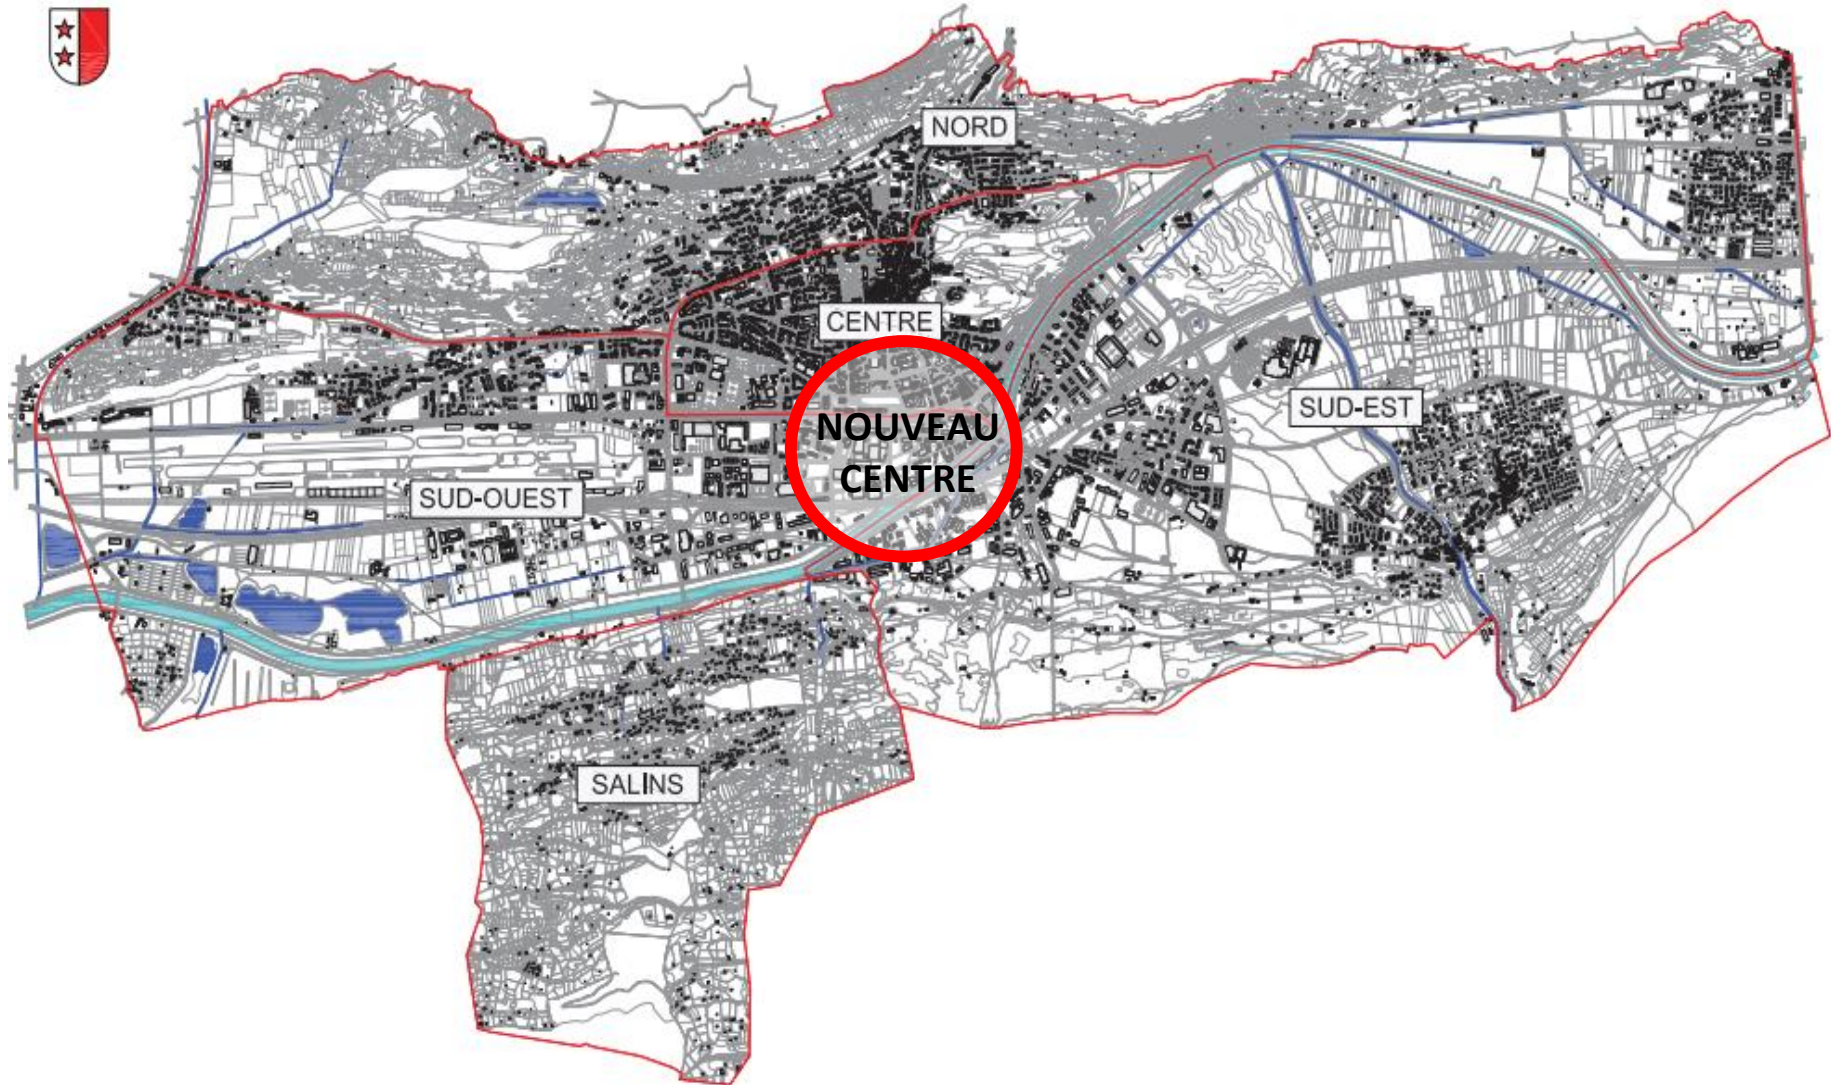 NORD
CENTRE
SUD-EST
NOUVEAU
CENTRE
SUD-OUEST
SALINS